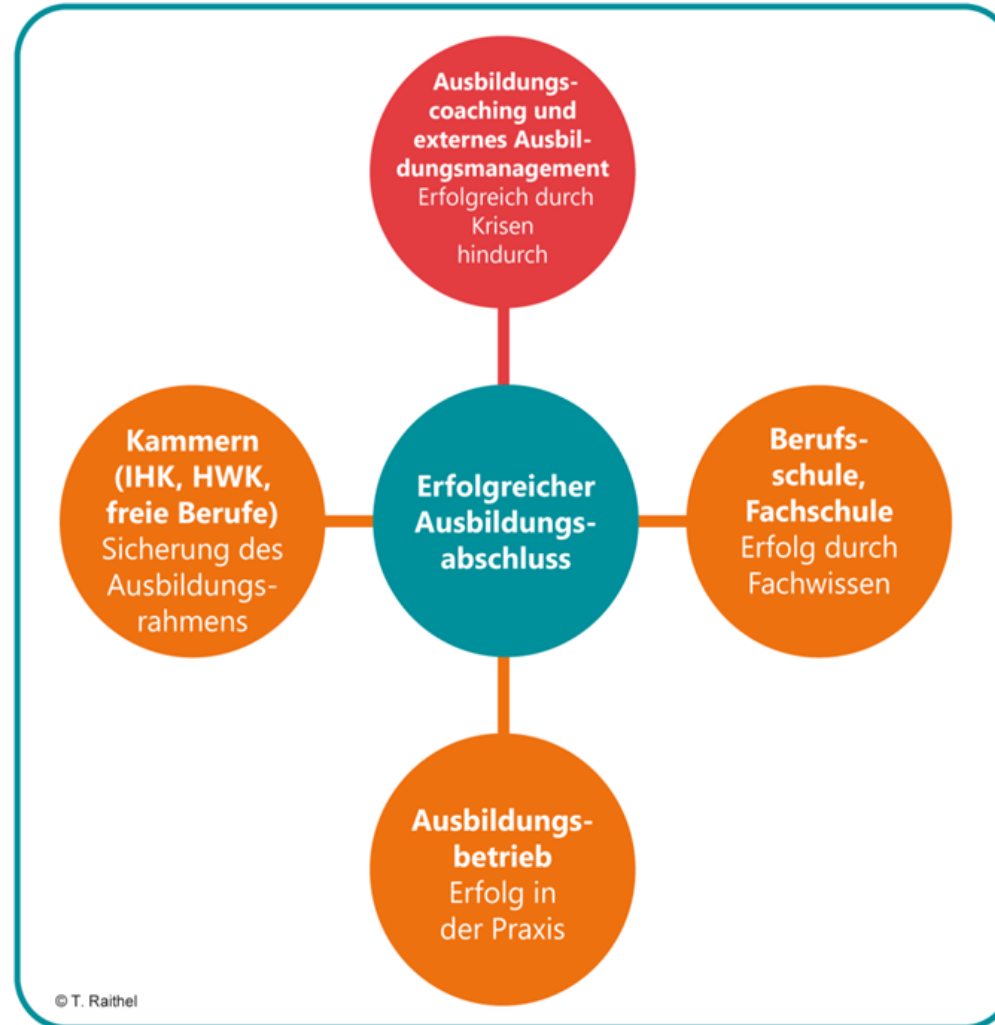 Ausbildungs-
coaching und
externes Ausbil-
dungsmanagement
Erfolgreich durch
Krisen
hindurch
Kammern
(IHK, HWK,
freie Berufe)
Sicherung des
Ausbildungs-
rahmens
Erfolgreicher
Ausbildungs-
abschluss
Berufs-
schule,
Fachschule
Erfolg durch
Fachwissen
Ausbildungs-
betrieb
Erfolg in
der Praxis
© T. Raithel